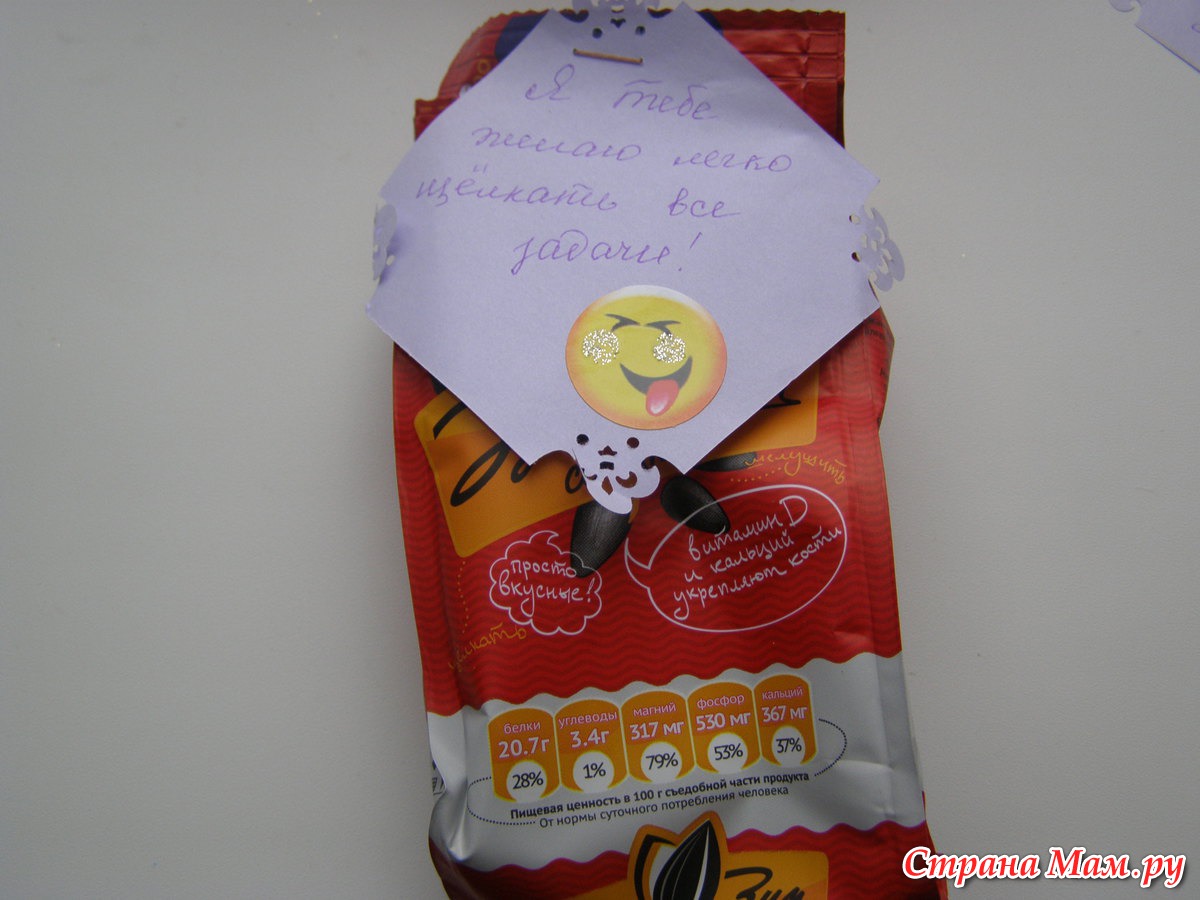 Я тебе
желаю легко
щёлкать все
задачи!
шелушить
просто
вкусные!
витамин D
и кальций
укрепляют кости
белки
20.7г
28%
углеводы
3.4г
1%
магний
317 мг
79%
фосфор
530 мг
53%
кальций
367 мг
37%
Пищевая ценность в 100 г съедобной части продукта
От нормы суточного потребления человека
Страна Мам.ру